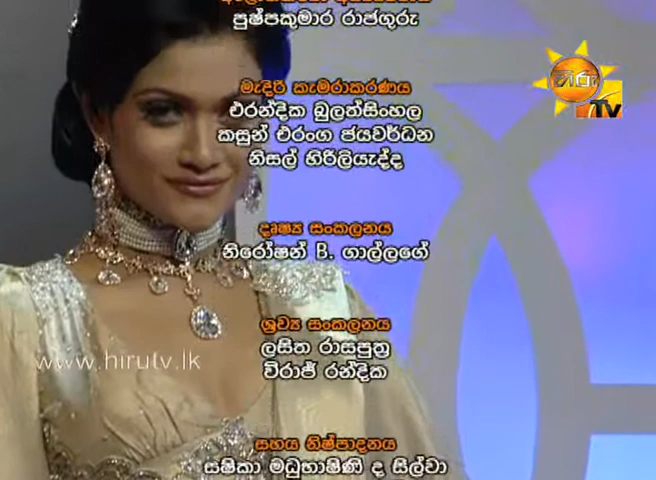 පුෂ්පකුමාර රාජගුරු
මැදිරි කැමරාකරණය
එරන්දික බුලත්සිංහල
කසුන් එරංග ජයවර්ධන
නිසල් හිරිලියැද්ද
හිරු
TV
දෘෂ්‍ය සංකලනය
නිරෝෂන් B. ගාල්ලගේ
ශ්‍රව්‍ය සංකලනය
ලසිත රාසපුත්‍ර
විරාජ් රන්දික
www.hirutv.lk
සහය නිෂ්පාදනය
සෂිකා මධුභාෂිණි ද සිල්වා